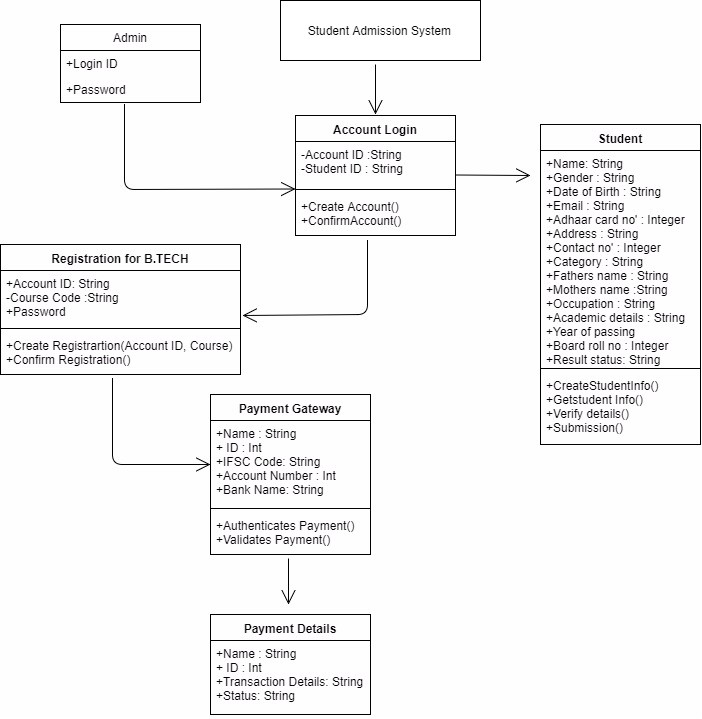 Admin
+Login ID
+Password
Student Admission System
Account Login
-Account ID :String
-Student ID : String
+Create Account()
+ConfirmAccount()
Student
+Name: String
+Gender : String
+Date of Birth : String
+Email : String
+Adhaar card no' : Integer
+Address : String
+Contact no' : Integer
+Category : String
+Fathers name : String
+Mothers name :String
+Occupation : String
+Academic details : String
+Year of passing
+Board roll no : Integer
+Result status: String
+CreateStudentInfo()
+Getstudent Info()
+Verify details()
+Submission()
Registration for B.TECH
+Account ID: String
-Course Code :String
+Password
+Create Registrartion(Account ID, Course)
+Confirm Registration()
Payment Gateway
+Name : String
+ ID : Int
+IFSC Code: String
+Account Number : Int
+Bank Name: String
+Authenticates Payment()
+Validates Payment()
Payment Details
+Name : String
+ ID : Int
+Transaction Details: String
+Status: String